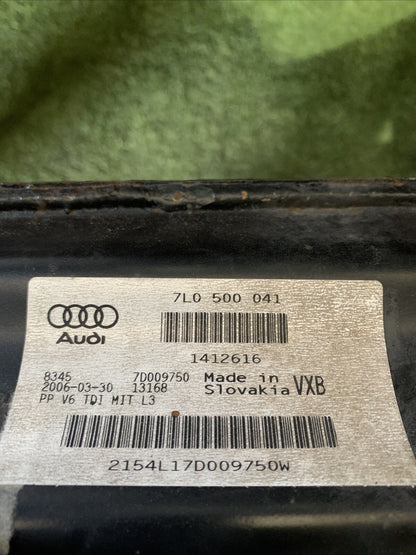 7L0 500 041
Audi
1412616
8345 7D009750 Made in VXB
2006-03-30 13168 Slovakia
PP V6 TDI MIT L3
2154L17D009750W